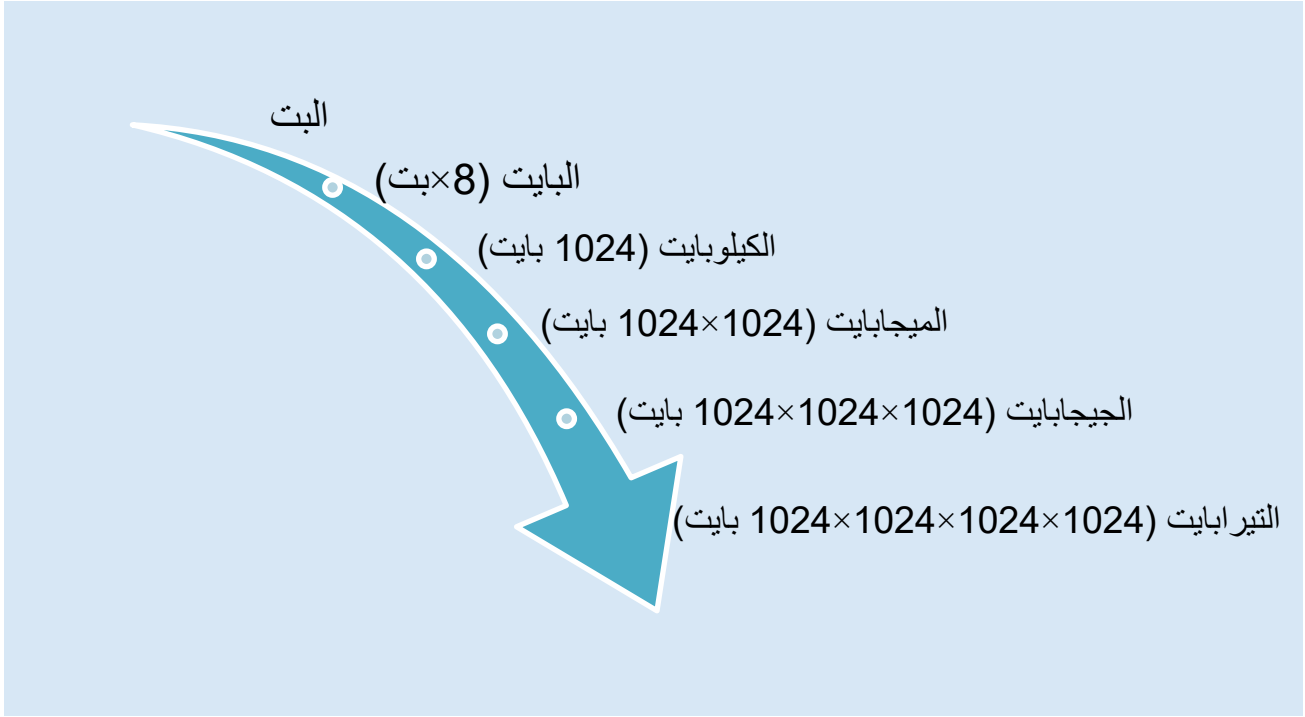 البت
البايت (8×بت)
الكيلوبايت (1024 بايت)
الميجابايت (1024×1024 بايت)
الجيجابايت (1024×1024×1024 بايت)
التيرابايت (1024×1024×1024×1024 بايت)